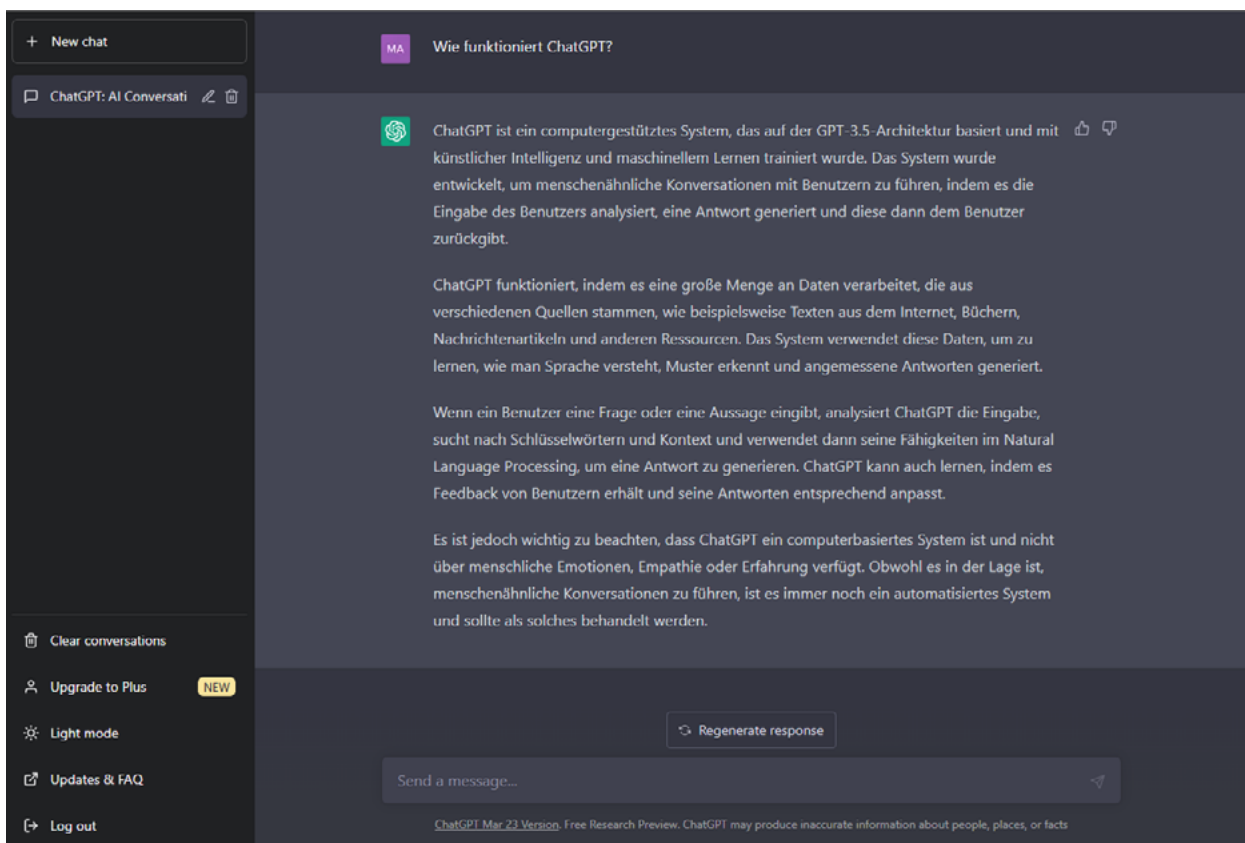 New chat
ChatGPT: AI Conversati
Clear conversations
Upgrade to Plus NEW
Light mode
Updates & FAQ
Log out
MA Wie funktioniert ChatGPT?
ChatGPT ist ein computergestütztes System, das auf der GPT-3.5-Architektur basiert und mit
künstlicher Intelligenz und maschinellem Lernen trainiert wurde. Das System wurde
entwickelt, um menschenähnliche Konversationen mit Benutzern zu führen, indem es die
Eingabe des Benutzers analysiert, eine Antwort generiert und diese dann dem Benutzer
zurückgibt.
ChatGPT funktioniert, indem es eine große Menge an Daten verarbeitet, die aus
verschiedenen Quellen stammen, wie beispielsweise Texten aus dem Internet, Büchern,
Nachrichtenartikeln und anderen Ressourcen. Das System verwendet diese Daten, um zu
lernen, wie man Sprache versteht, Muster erkennt und angemessene Antworten generiert.
Wenn ein Benutzer eine Frage oder eine Aussage eingibt, analysiert ChatGPT die Eingabe,
sucht nach Schlüsselwörtern und Kontext und verwendet dann seine Fähigkeiten im Natural
Language Processing, um eine Antwort zu generieren. ChatGPT kann auch lernen, indem es
Feedback von Benutzern erhält und seine Antworten entsprechend anpasst.
Es ist jedoch wichtig zu beachten, dass ChatGPT ein computerbasiertes System ist und nicht
über menschliche Emotionen, Empathie oder Erfahrung verfügt. Obwohl es in der Lage ist,
menschenähnliche Konversationen zu führen, ist es immer noch ein automatisiertes System
und sollte als solches behandelt werden.
Regenerate response
Send a message...
ChatGPT Mar 23 Version. Free Research Preview. ChatGPT may produce inaccurate information about people, places, or facts